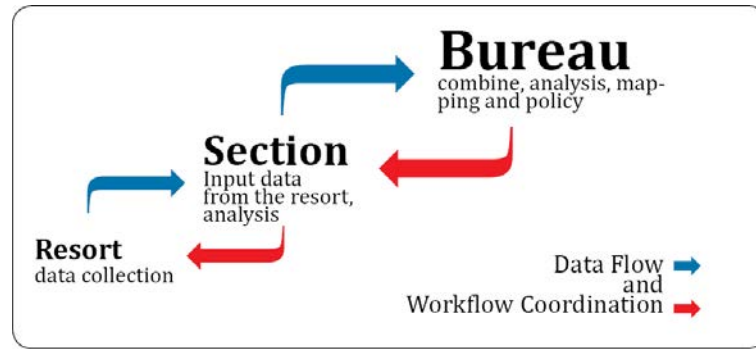 Bureau
combine, analysis, map-
ping and policy
Section
Input data
from the resort,
analysis
Resort
data collection
Data Flow
and
Workflow Coordination